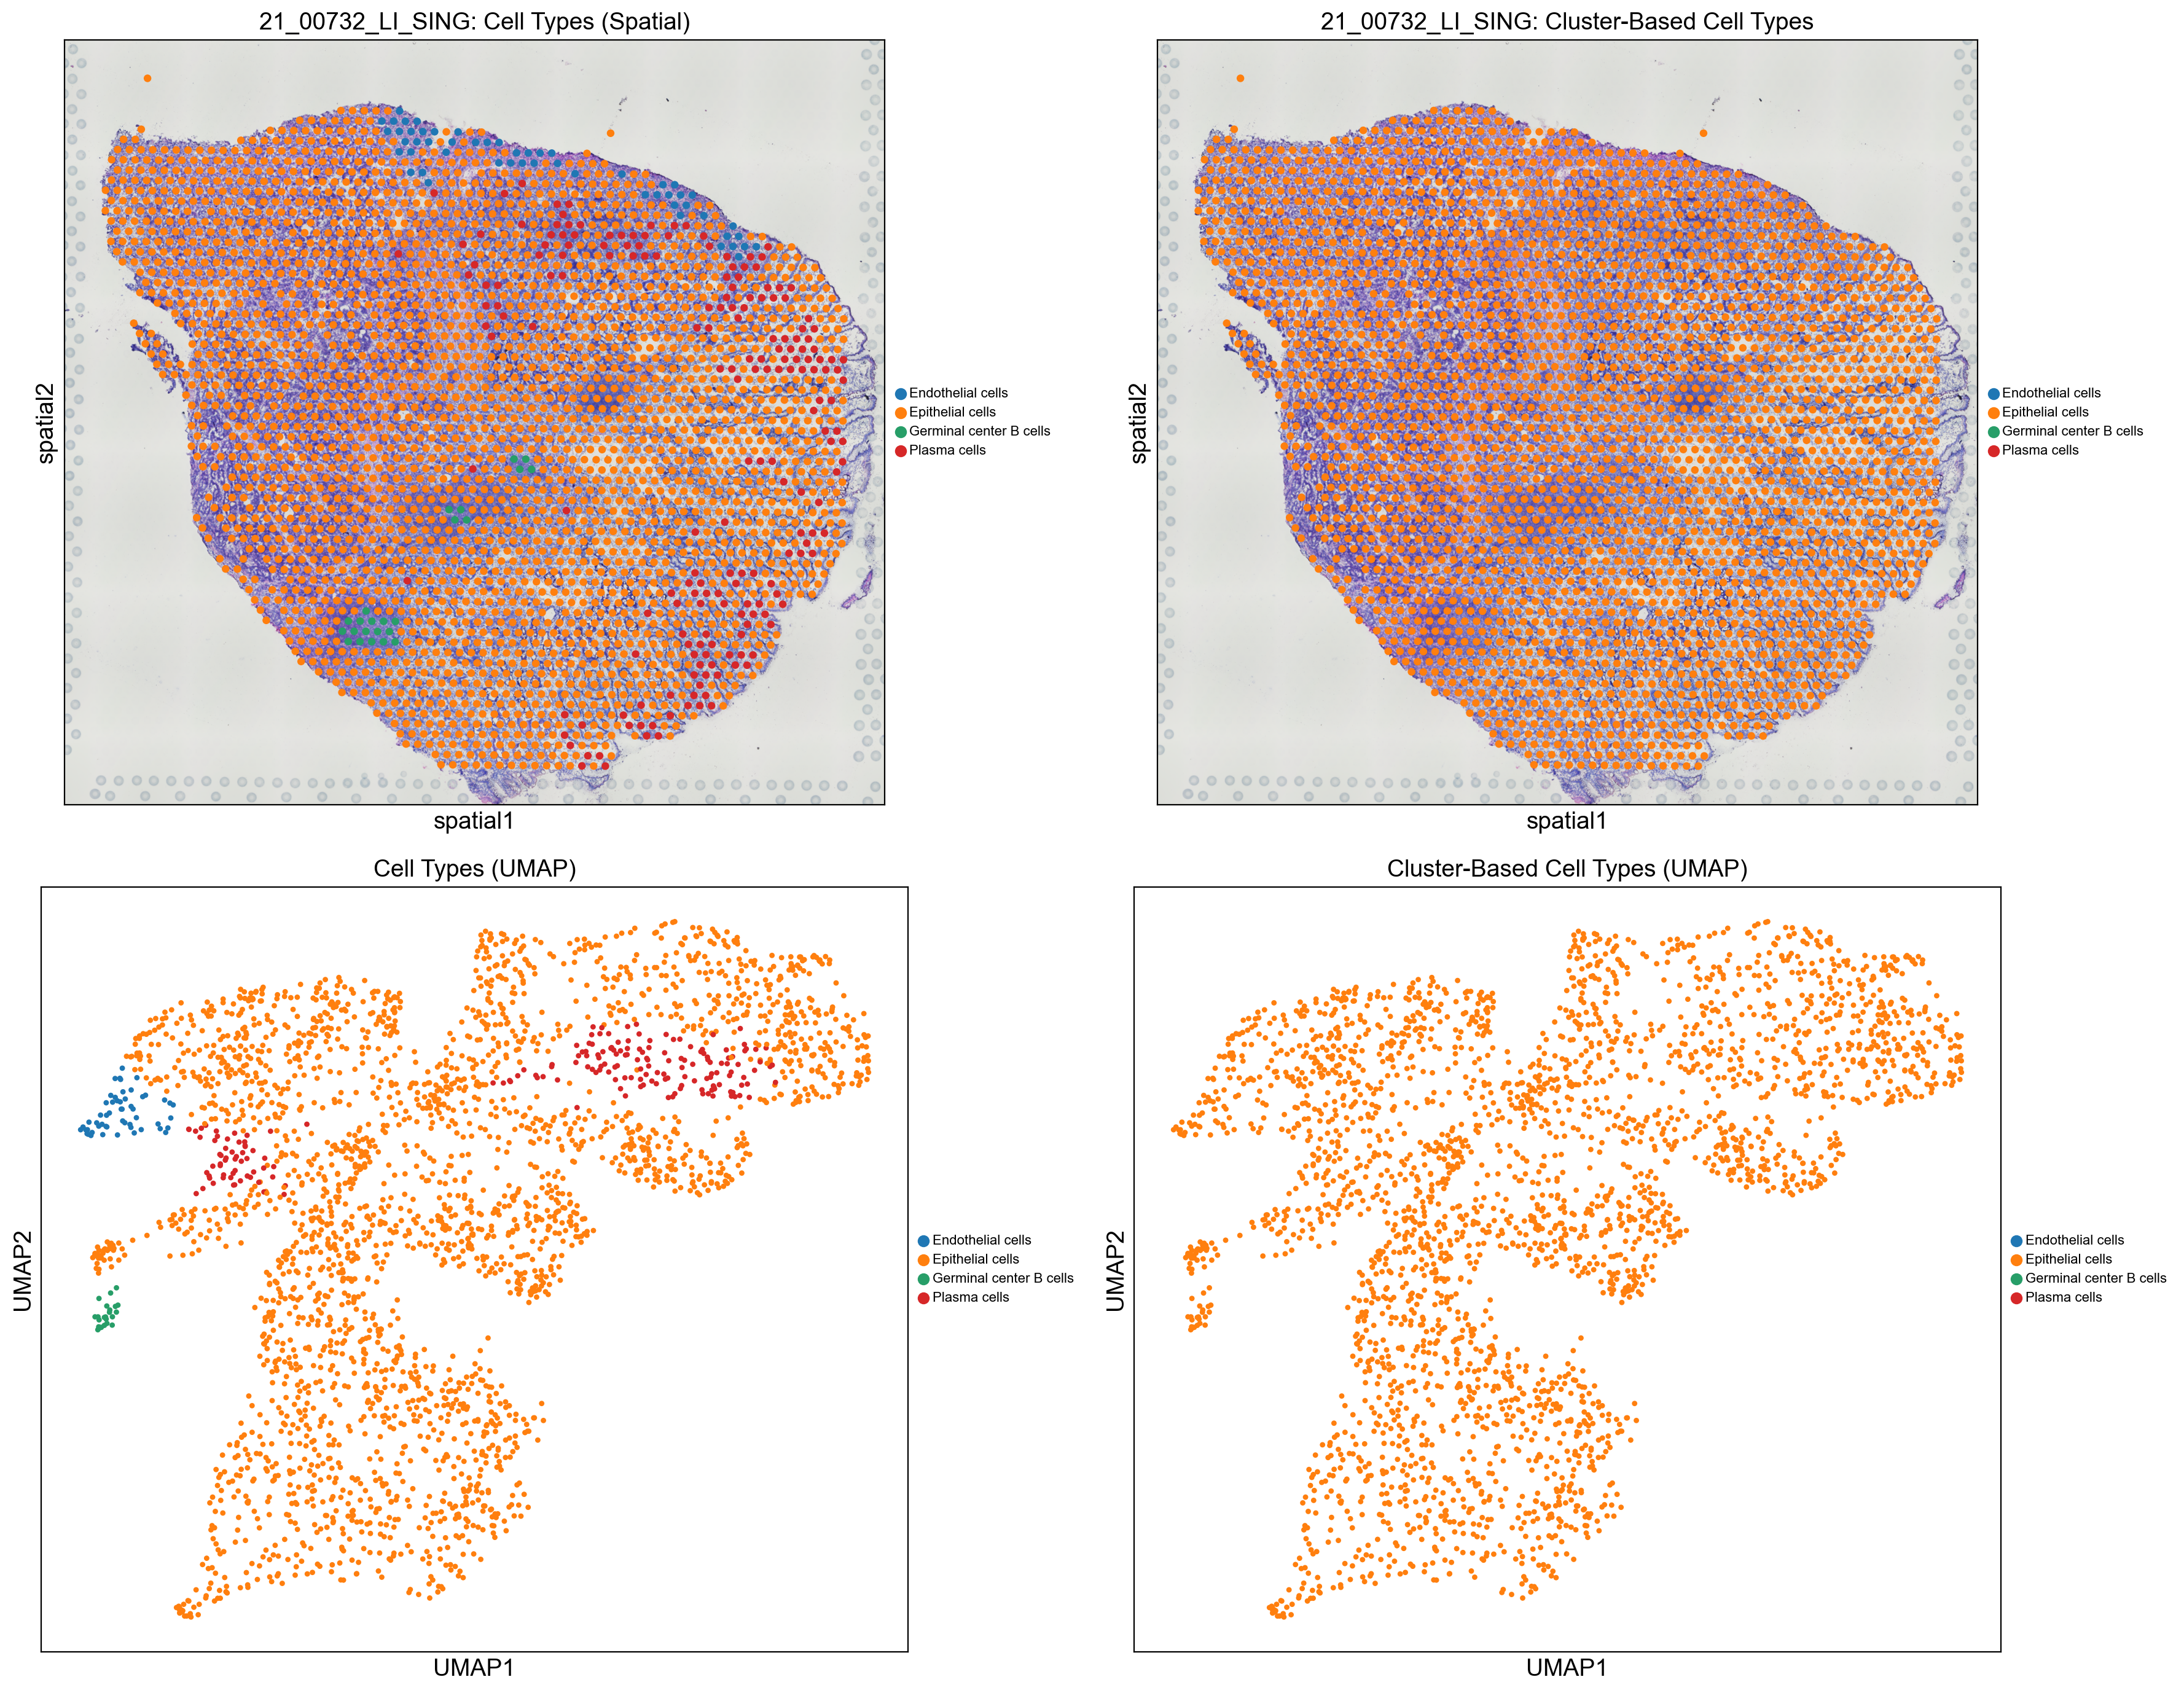 21_00732_LI_SING: Cell Types (Spatial)
spatial2
spatial1
Endothelial cells
Epithelial cells
Germinal center B cells
Plasma cells
21_00732_LI_SING: Cluster-Based Cell Types
spatial2
spatial1
Endothelial cells
Epithelial cells
Germinal center B cells
Plasma cells
Cell Types (UMAP)
UMAP2
UMAP1
Endothelial cells
Epithelial cells
Germinal center B cells
Plasma cells
Cluster-Based Cell Types (UMAP)
UMAP2
UMAP1
Endothelial cells
Epithelial cells
Germinal center B cells
Plasma cells